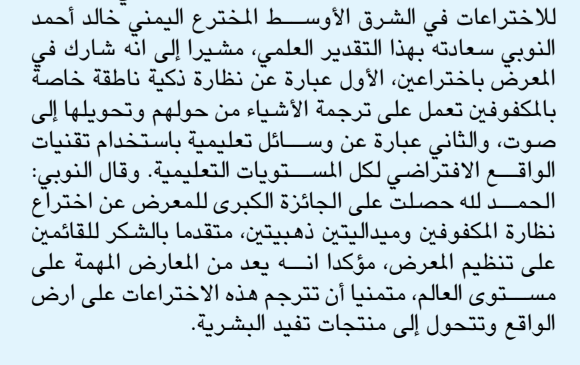 للاختراعات في الشرق الأوسط المخترع اليمني خالد أحمد
النوبي سعادته بهذا التقدير العلمي، مشيرا إلى انه شارك في
المعرض باختراعين، الأول عبارة عن نظارة ذكية ناطقة خاصة
بالمكفوفين تعمل على ترجمة الأشياء من حولهم وتحويلها إلى
صوت، والثاني عبارة عن وسائل تعليمية باستخدام تقنيات
الواقع الافتراضي لكل المستويات التعليمية. وقال النوبي:
الحمد لله حصلت على الجائزة الكبرى للمعرض عن اختراع
نظارة المكفوفين وميداليتين ذهبيتين، متقدما بالشكر للقائمين
على تنظيم المعرض، مؤكدا انه يعد من المعارض المهمة على
مستوى العالم، متمنيا أن تترجم هذه الاختراعات على ارض
الواقع وتتحول إلى منتجات تفيد البشرية.